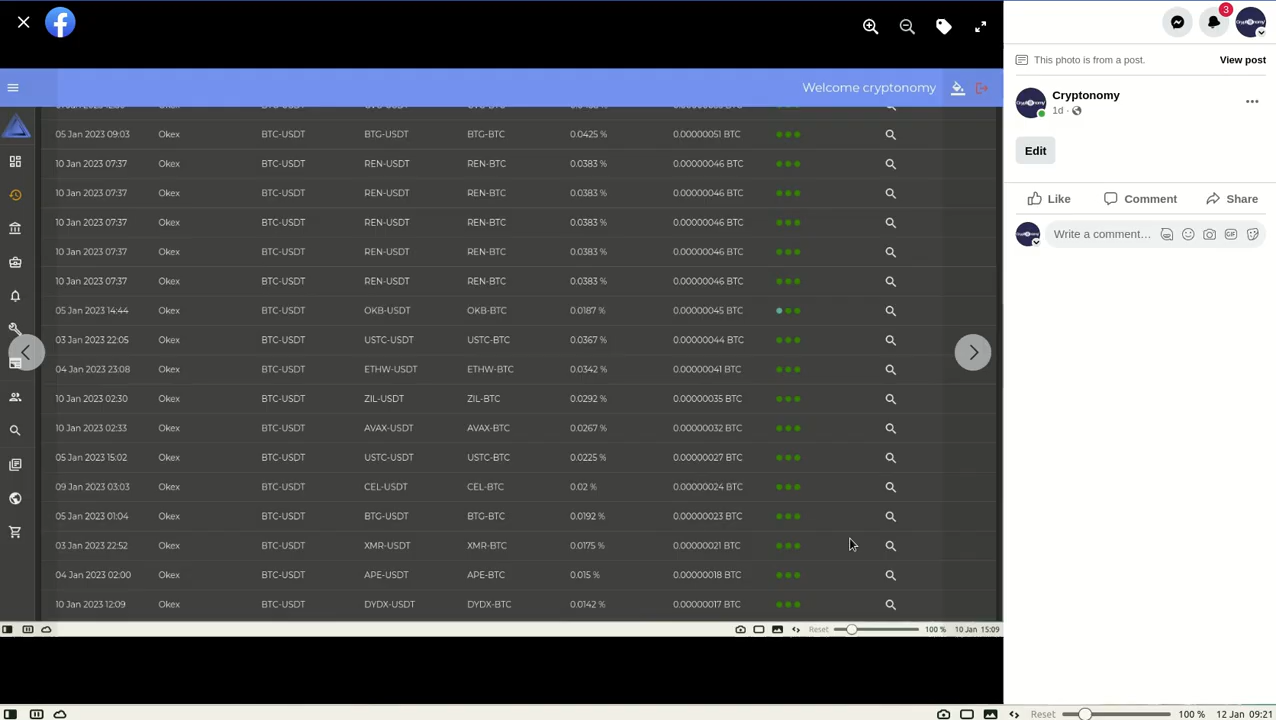 3
Welcome cryptonomy
This photo is from a post. View post
Cryptonomy
1d ·
Edit
Like Comment Share
Write a comment…
05 Jan 2023 09:03 Okex BTC-USDT BTG-USDT BTG-BTC 0.0425 % 0.00000051 BTC
10 Jan 2023 07:37 Okex BTC-USDT REN-USDT REN-BTC 0.0383 % 0.00000046 BTC
10 Jan 2023 07:37 Okex BTC-USDT REN-USDT REN-BTC 0.0383 % 0.00000046 BTC
10 Jan 2023 07:37 Okex BTC-USDT REN-USDT REN-BTC 0.0383 % 0.00000046 BTC
10 Jan 2023 07:37 Okex BTC-USDT REN-USDT REN-BTC 0.0383 % 0.00000046 BTC
10 Jan 2023 07:37 Okex BTC-USDT REN-USDT REN-BTC 0.0383 % 0.00000046 BTC
05 Jan 2023 14:44 Okex BTC-USDT OKB-USDT OKB-BTC 0.0187 % 0.00000045 BTC
03 Jan 2023 22:05 Okex BTC-USDT USTC-USDT USTC-BTC 0.0367 % 0.00000044 BTC
04 Jan 2023 23:08 Okex BTC-USDT ETHW-USDT ETHW-BTC 0.0342 % 0.00000041 BTC
10 Jan 2023 02:30 Okex BTC-USDT ZIL-USDT ZIL-BTC 0.0292 % 0.00000035 BTC
10 Jan 2023 02:33 Okex BTC-USDT AVAX-USDT AVAX-BTC 0.0267 % 0.00000032 BTC
05 Jan 2023 15:02 Okex BTC-USDT USTC-USDT USTC-BTC 0.0225 % 0.00000027 BTC
09 Jan 2023 03:03 Okex BTC-USDT CEL-USDT CEL-BTC 0.02 % 0.00000024 BTC
05 Jan 2023 01:04 Okex BTC-USDT BTG-USDT BTG-BTC 0.0192 % 0.00000023 BTC
03 Jan 2023 22:52 Okex BTC-USDT XMR-USDT XMR-BTC 0.0175 % 0.00000021 BTC
04 Jan 2023 02:00 Okex BTC-USDT APE-USDT APE-BTC 0.015 % 0.00000018 BTC
10 Jan 2023 12:09 Okex BTC-USDT DYDX-USDT DYDX-BTC 0.0142 % 0.00000017 BTC
Reset 100 % 10 Jan 15:09
Reset 100 % 12 Jan 09:21